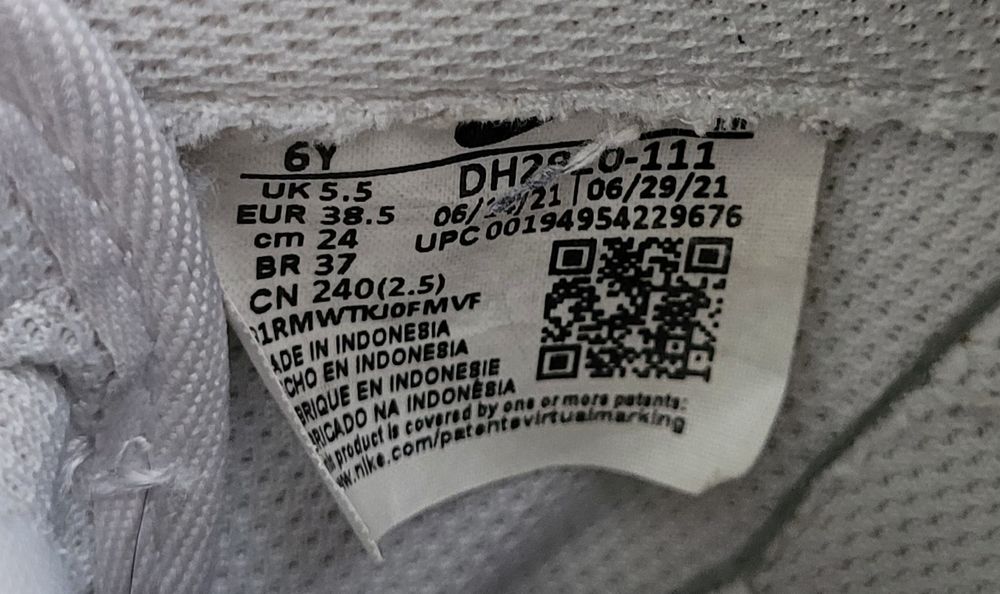 6Y
UK 5.5
EUR 38.5
cm 24
BR 37
CN 240(2.5)
06/29/21
UPC 00194954229676
1RMWTKJ0FMVF
ADE IN INDONESIA
CHO EN INDONESIA
BRIQUE EN INDONESIE
RICADO NA INDONÉSIA
product is covered by one or more patents:
w.nike.com/patentsvirtualmarking